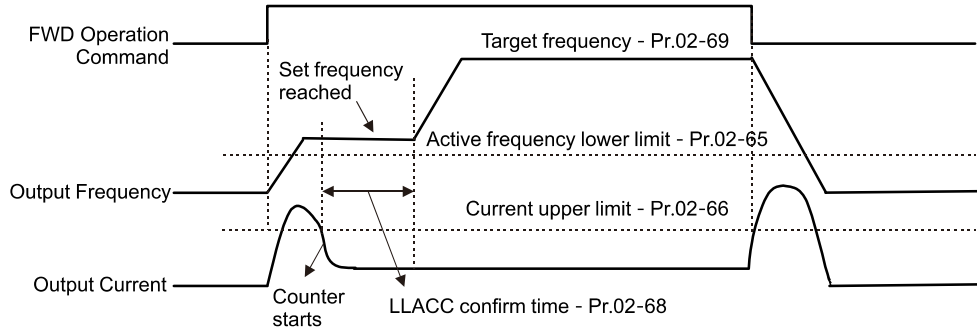 FWD Operation
Command
Target frequency - Pr.02-69
Set frequency
reached
Active frequency lower limit - Pr.02-65
Output Frequency
Current upper limit - Pr.02-66
Output Current
Counter
starts
LLACC confirm time - Pr.02-68